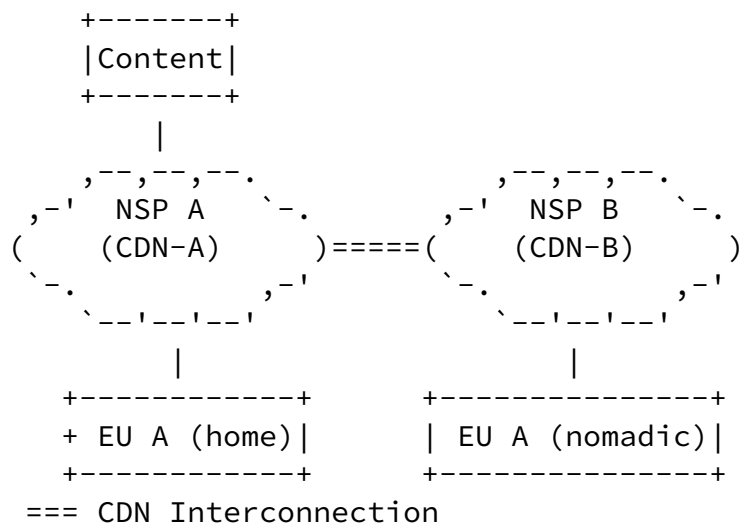 +-------+
|Content|
+-------+
|
,--,--,--. ,--,--,--.
,-' NSP A `-. ,-' NSP B `-.
( (CDN-A) )=====( (CDN-B) )
`-. ,-' `-. ,-'
`--'--'--' `--'--'--'
| |
+------------+ +---------------+
+ EU A (home)| | EU A (nomadic)|
+------------+ +---------------+
=== CDN Interconnection